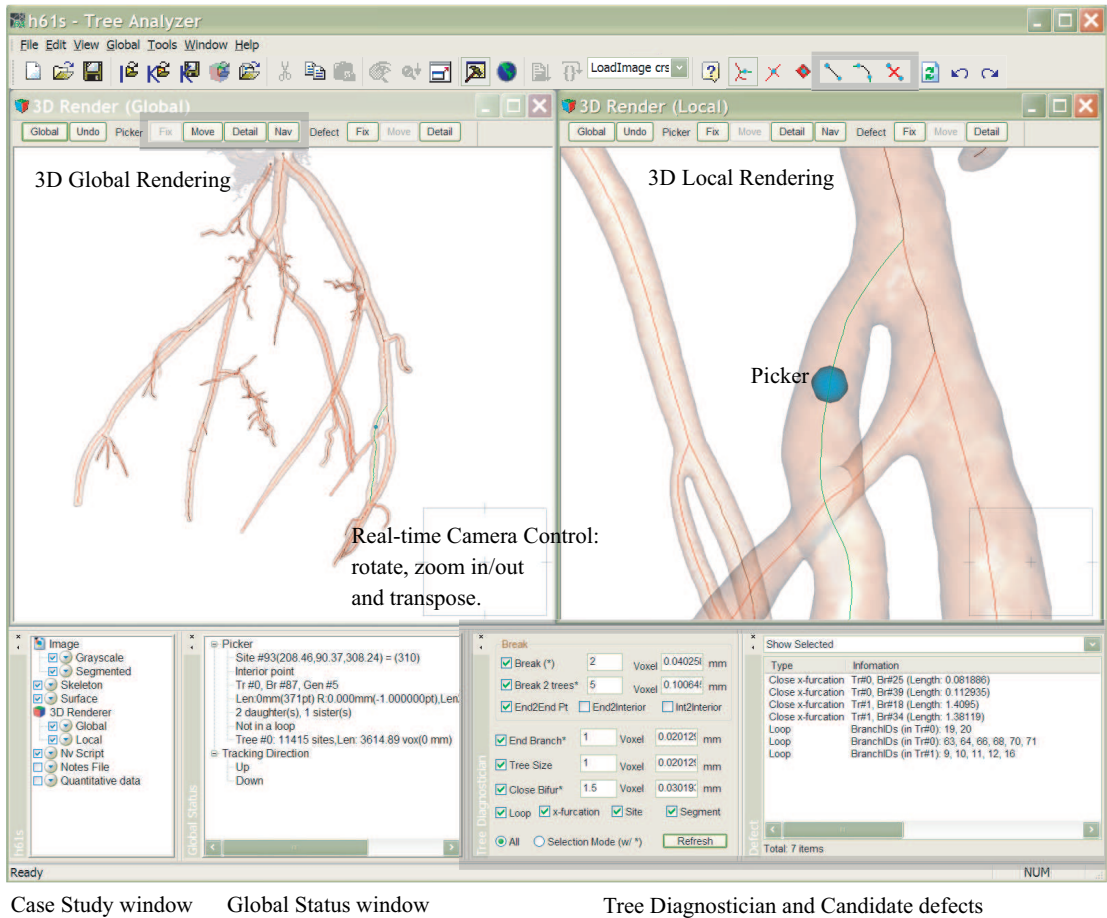 h61s - Tree Analyzer
File Edit View Global Tools Window Help
LoadImage crs
3D Render (Global)
Global Undo Picker Fix Move Detail Nav Defect Fix Move Detail
3D Global Rendering
3D Render (Local)
Global Undo Picker Fix Move Detail Nav Defect Fix Move Detail
3D Local Rendering
Picker
Real-time Camera Control:
rotate, zoom in/out
and transpose.
h61s
Image
Grayscale
Segmented
Skeleton
Surface
3D Renderer
Global
Local
Nv Script
Notes File
Quantitative data
Global Status
Picker
Site #93(208.46,90.37,308.24) = (310)
Interior point
Tr #0, Br #87, Gen #5
Len:0mm(371pt) R:0.000mm(-1.000000pt),Len
2 daughter(s), 1 sister(s)
Not in a loop
Tree #0: 11415 sites,Len: 3614.89 vox(0 mm)
Tracking Direction
Up
Down
Tree Diagnostician
Break
Break (*) 2 Voxel 0.04025 mm
Break 2 trees* 5 Voxel 0.10064 mm
End2End Pt End2Interior Int2Interior
End Branch* 1 Voxel 0.02012 mm
Tree Size 1 Voxel 0.02012 mm
Close Bifur* 1.5 Voxel 0.03019 mm
Loop x-furcation Site Segment
All Selection Mode (w/ *) Refresh
Defect
Show Selected
Type Infomation
Close x-furcation Tr#0, Br#25 (Length: 0.081886)
Close x-furcation Tr#0, Br#39 (Length: 0.112935)
Close x-furcation Tr#1, Br#18 (Length: 1.4095)
Close x-furcation Tr#1, Br#34 (Length: 1.38119)
Loop BranchIDs (in Tr#0): 19, 20
Loop BranchIDs (in Tr#0): 63, 64, 66, 68, 70, 71
Loop BranchIDs (in Tr#1): 9, 10, 11, 12, 16
Total: 7 items
Ready NUM
Case Study window Global Status window Tree Diagnostician and Candidate defects